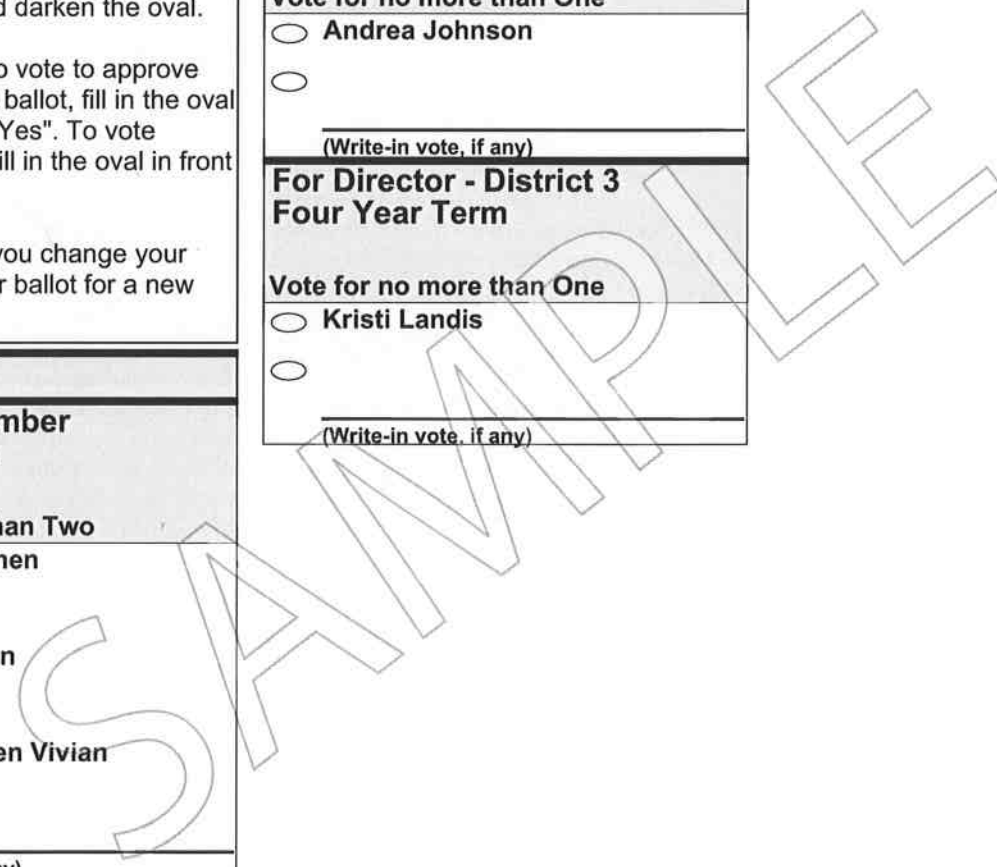 darken the oval.
vote to approve
ballot, fill in the oval
Yes". To vote
ill in the oval in front
you change your
ballot for a new
mber
an Two
en
n
en Vivian
Vote for no more than One
Andrea Johnson
(Write-in vote, if any)
For Director - District 3
Four Year Term
Vote for no more than One
Kristi Landis
(Write-in vote, if any)
SAMPLE